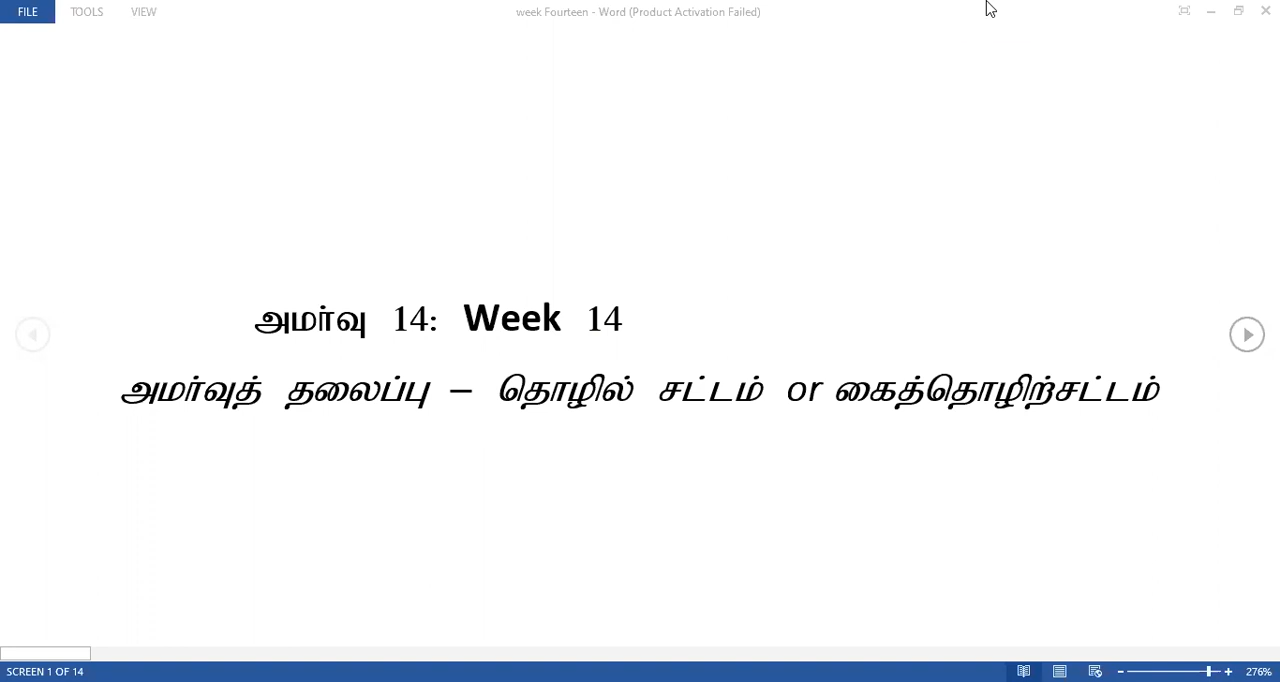 FILE TOOLS VIEW week Fourteen - Word (Product Activation Failed)
அமர்வு 14: Week 14
அமர்வுத் தலைப்பு – தொழில் சட்டம் or கைத்தொழிற்சட்டம்
SCREEN 1 OF 14 276%